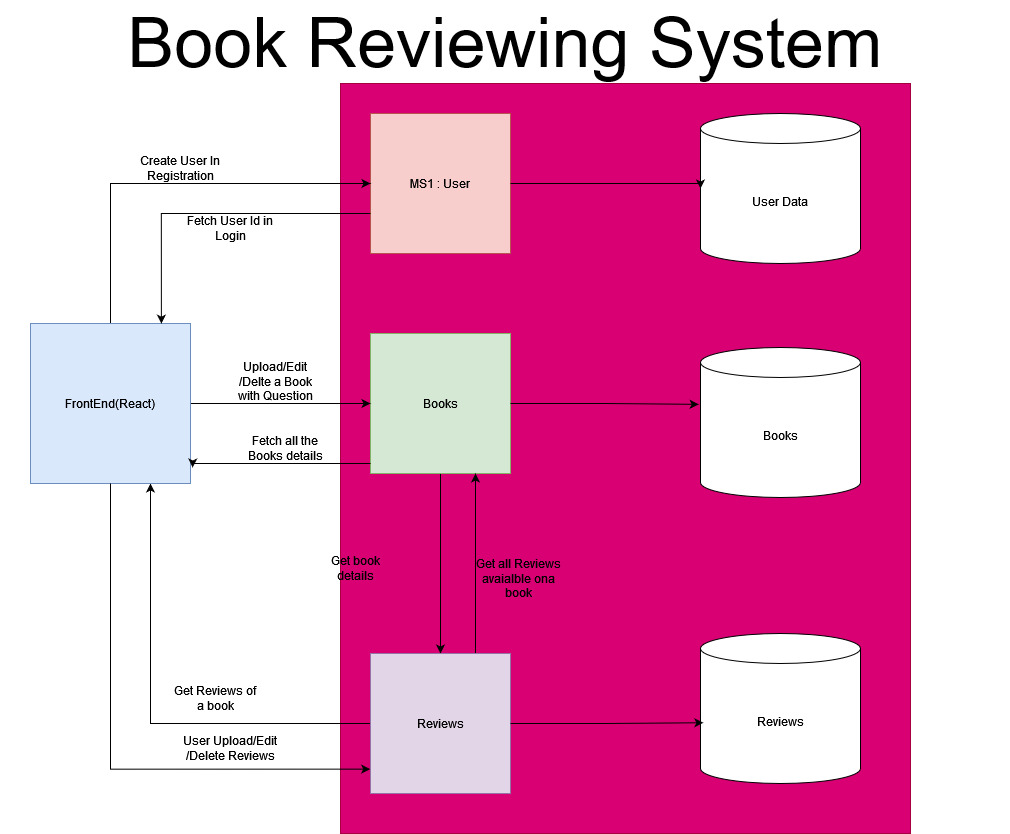 Book Reviewing System
Create User In
Registration
MS1 : User
User Data
Fetch User Id in
Login
FrontEnd(React)
Upload/Edit
/Delte a Book
with Question
Books
Books
Fetch all the
Books details
Get book
details
Get all Reviews
avaialble ona
book
Get Reviews of
a book
Reviews
Reviews
User Upload/Edit
/Delete Reviews